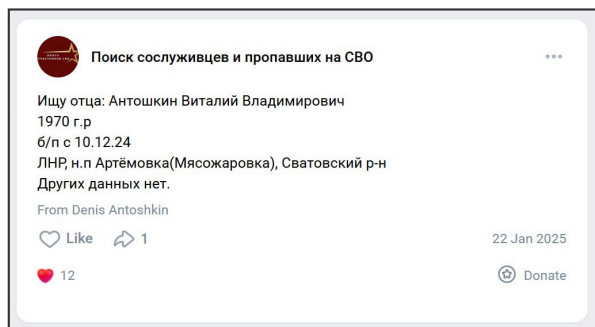 Поиск сослуживцев и пропавших на СВО
Ищу отца: Антошкин Виталий Владимирович
1970 г.р
б/п с 10.12.24
ЛНР, н.п Артёмовка(Мясожаровка), Сватовский р-н
Других данных нет.
From Denis Antoshkin
Like 1
22 Jan 2025
12
Donate